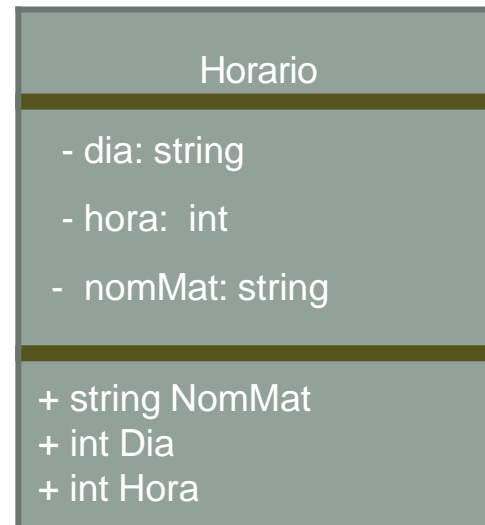 Horario
- dia: string
- hora: int
- nomMat: string
+ string NomMat
+ int Dia
+ int Hora